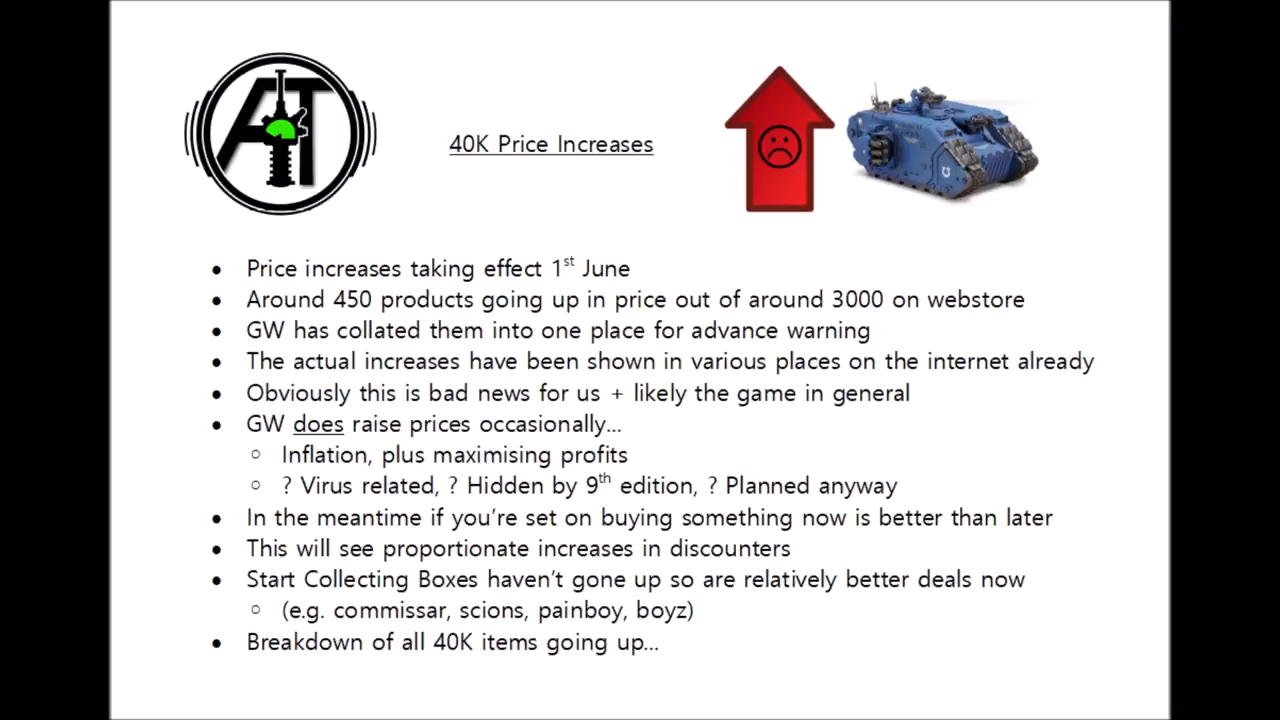 AT
40K Price Increases
• Price increases taking effect 1st June
• Around 450 products going up in price out of around 3000 on webstore
• GW has collated them into one place for advance warning
• The actual increases have been shown in various places on the internet already
• Obviously this is bad news for us + likely the game in general
• GW does raise prices occasionally…
○ Inflation, plus maximising profits
○ ? Virus related, ? Hidden by 9th edition, ? Planned anyway
• In the meantime if you’re set on buying something now is better than later
• This will see proportionate increases in discounters
• Start Collecting Boxes haven’t gone up so are relatively better deals now
○ (e.g. commissar, scions, painboy, boyz)
• Breakdown of all 40K items going up…